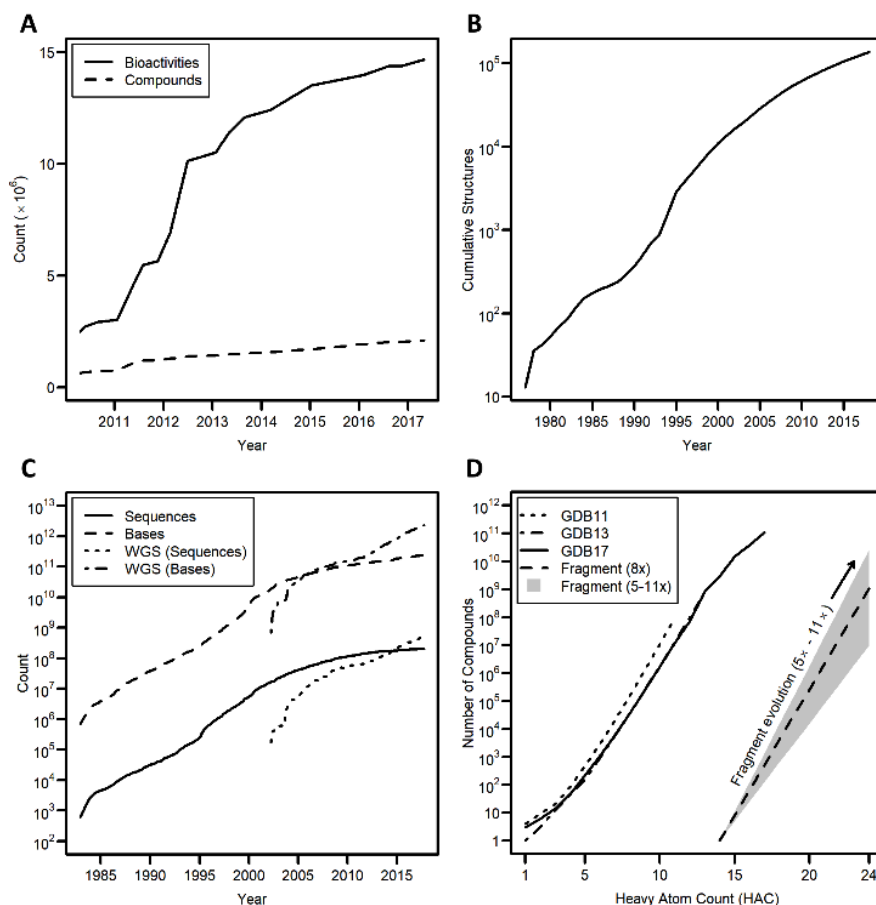 A
Bioactivities
Compounds
15
10
5
0
Count ( × 10⁶)
2011 2012 2013 2014 2015 2016 2017
Year
B
10⁵
10⁴
10³
10²
10
Cumulative Structures
1980 1985 1990 1995 2000 2005 2010 2015
Year
C
Sequences
Bases
WGS (Sequences)
WGS (Bases)
10¹³
10¹²
10¹¹
10¹⁰
10⁹
10⁸
10⁷
10⁶
10⁵
10⁴
10³
10²
Count
1985 1990 1995 2000 2005 2010 2015
Year
D
GDB11
GDB13
GDB17
Fragment (8x)
Fragment (5-11x)
10¹²
10¹¹
10¹⁰
10⁹
10⁸
10⁷
10⁶
10⁵
10⁴
10³
10²
10
1
Number of Compounds
Fragment evolution (5× - 11×)
1 5 10 15 20 24
Heavy Atom Count (HAC)